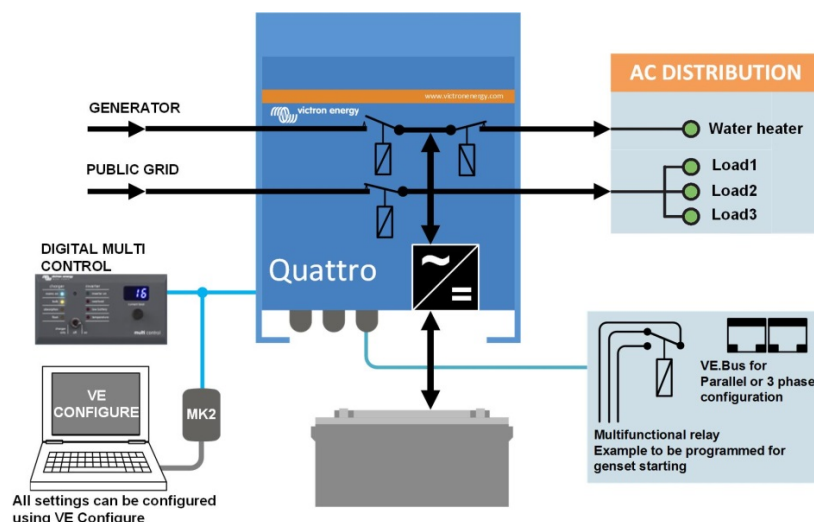 victron energy
www.victronenergy.com
AC DISTRIBUTION
GENERATOR
Water heater
PUBLIC GRID
Load1
Load2
Load3
DIGITAL MULTI
CONTROL
Quattro
16
multi control
VE
CONFIGURE
MK2
All settings can be configured
using VE Configure
VE.Bus for
Parallel or 3 phase
configuration
Multifunctional relay
Example to be programmed for
genset starting